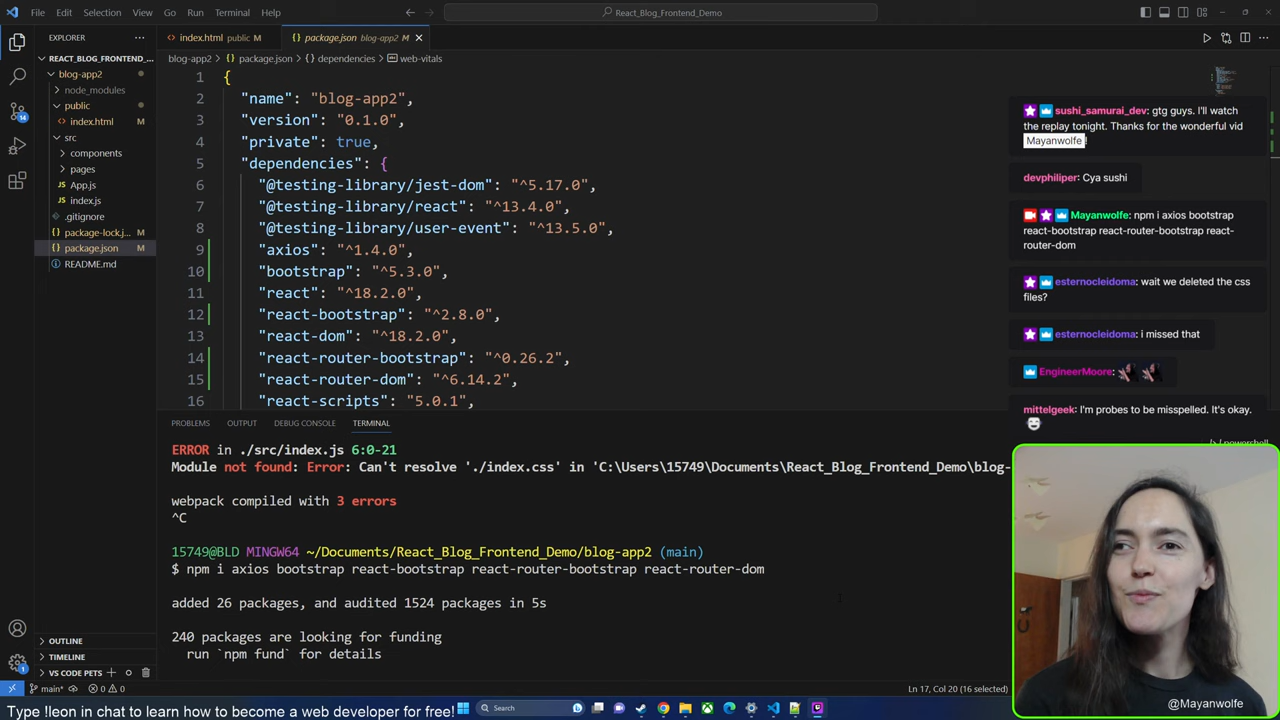 File Edit Selection View Go Run Terminal Help
React_Blog_Frontend_Demo
EXPLORER
index.html public M
package.json blog-app2 M
REACT_BLOG_FRONTEND_...
blog-app2 > package.json > dependencies > web-vitals
blog-app2
node_modules
public
index.html M
src
components
pages
App.js
index.js
.gitignore
package-lock.j... M
package.json M
README.md
1 {
2 "name": "blog-app2",
3 "version": "0.1.0",
4 "private": true,
5 "dependencies": {
6 "@testing-library/jest-dom": "^5.17.0",
7 "@testing-library/react": "^13.4.0",
8 "@testing-library/user-event": "^13.5.0",
9 "axios": "^1.4.0",
10 "bootstrap": "^5.3.0",
11 "react": "^18.2.0",
12 "react-bootstrap": "^2.8.0",
13 "react-dom": "^18.2.0",
14 "react-router-bootstrap": "^0.26.2",
15 "react-router-dom": "^6.14.2",
16 "react-scripts": "5.0.1",
sushi_samurai_dev: gtg guys. I'll watch
the replay tonight. Thanks for the wonderful vid
Mayanwolfe !
devphiliper: Cya sushi
Mayanwolfe: npm i axios bootstrap
react-bootstrap react-router-bootstrap react-
router-dom
esternocleidoma: wait we deleted the css
files?
esternocleidoma: i missed that
EngineerMoore:
mittelgeek: I'm probes to be misspelled. It's okay.
PROBLEMS OUTPUT DEBUG CONSOLE TERMINAL
powershell
ERROR in ./src/index.js 6:0-21
Module not found: Error: Can't resolve './index.css' in 'C:\Users\15749\Documents\React_Blog_Frontend_Demo\blog-
webpack compiled with 3 errors
^C
15749@BLD MINGW64 ~/Documents/React_Blog_Frontend_Demo/blog-app2 (main)
$ npm i axios bootstrap react-bootstrap react-router-bootstrap react-router-dom
added 26 packages, and audited 1524 packages in 5s
240 packages are looking for funding
run `npm fund` for details
OUTLINE
TIMELINE
VS CODE PETS
main* 0 0
Ln 17, Col 20 (16 selected)
Type !leon in chat to learn how to become a web developer for free!
Search
@Mayanwolfe
14
1